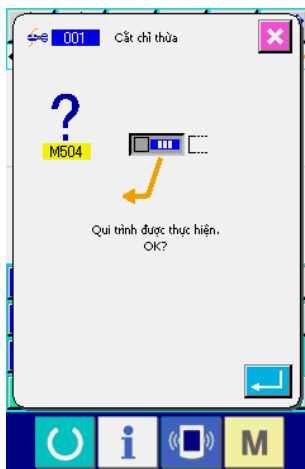 001 Cắt chỉ thừa
?
M504
Qui trình được thực hiện.
OK?
i
M